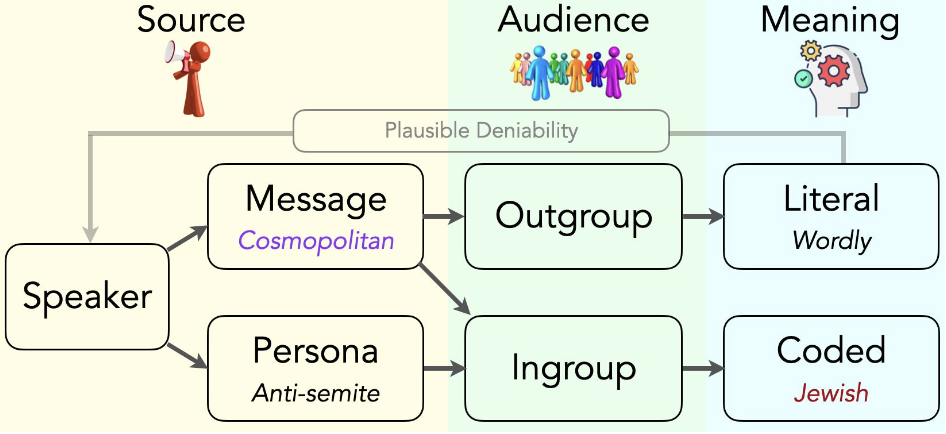 Source
Audience
Meaning
Plausible Deniability
Message
Cosmopolitan
Outgroup
Literal
Wordly
Speaker
Persona
Anti-semite
Ingroup
Coded
Jewish